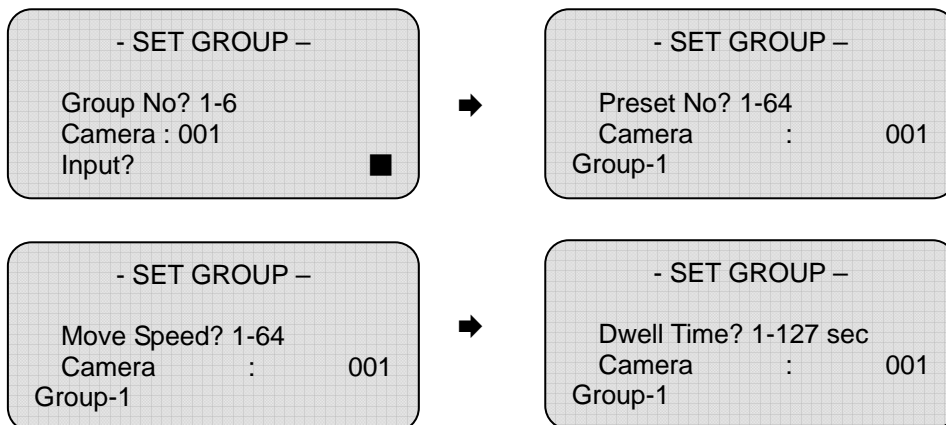 - SET GROUP –
Group No? 1-6
Camera : 001
Input?
- SET GROUP –
Preset No? 1-64
Camera : 001
Group-1
- SET GROUP –
Move Speed? 1-64
Camera : 001
Group-1
- SET GROUP –
Dwell Time? 1-127 sec
Camera : 001
Group-1